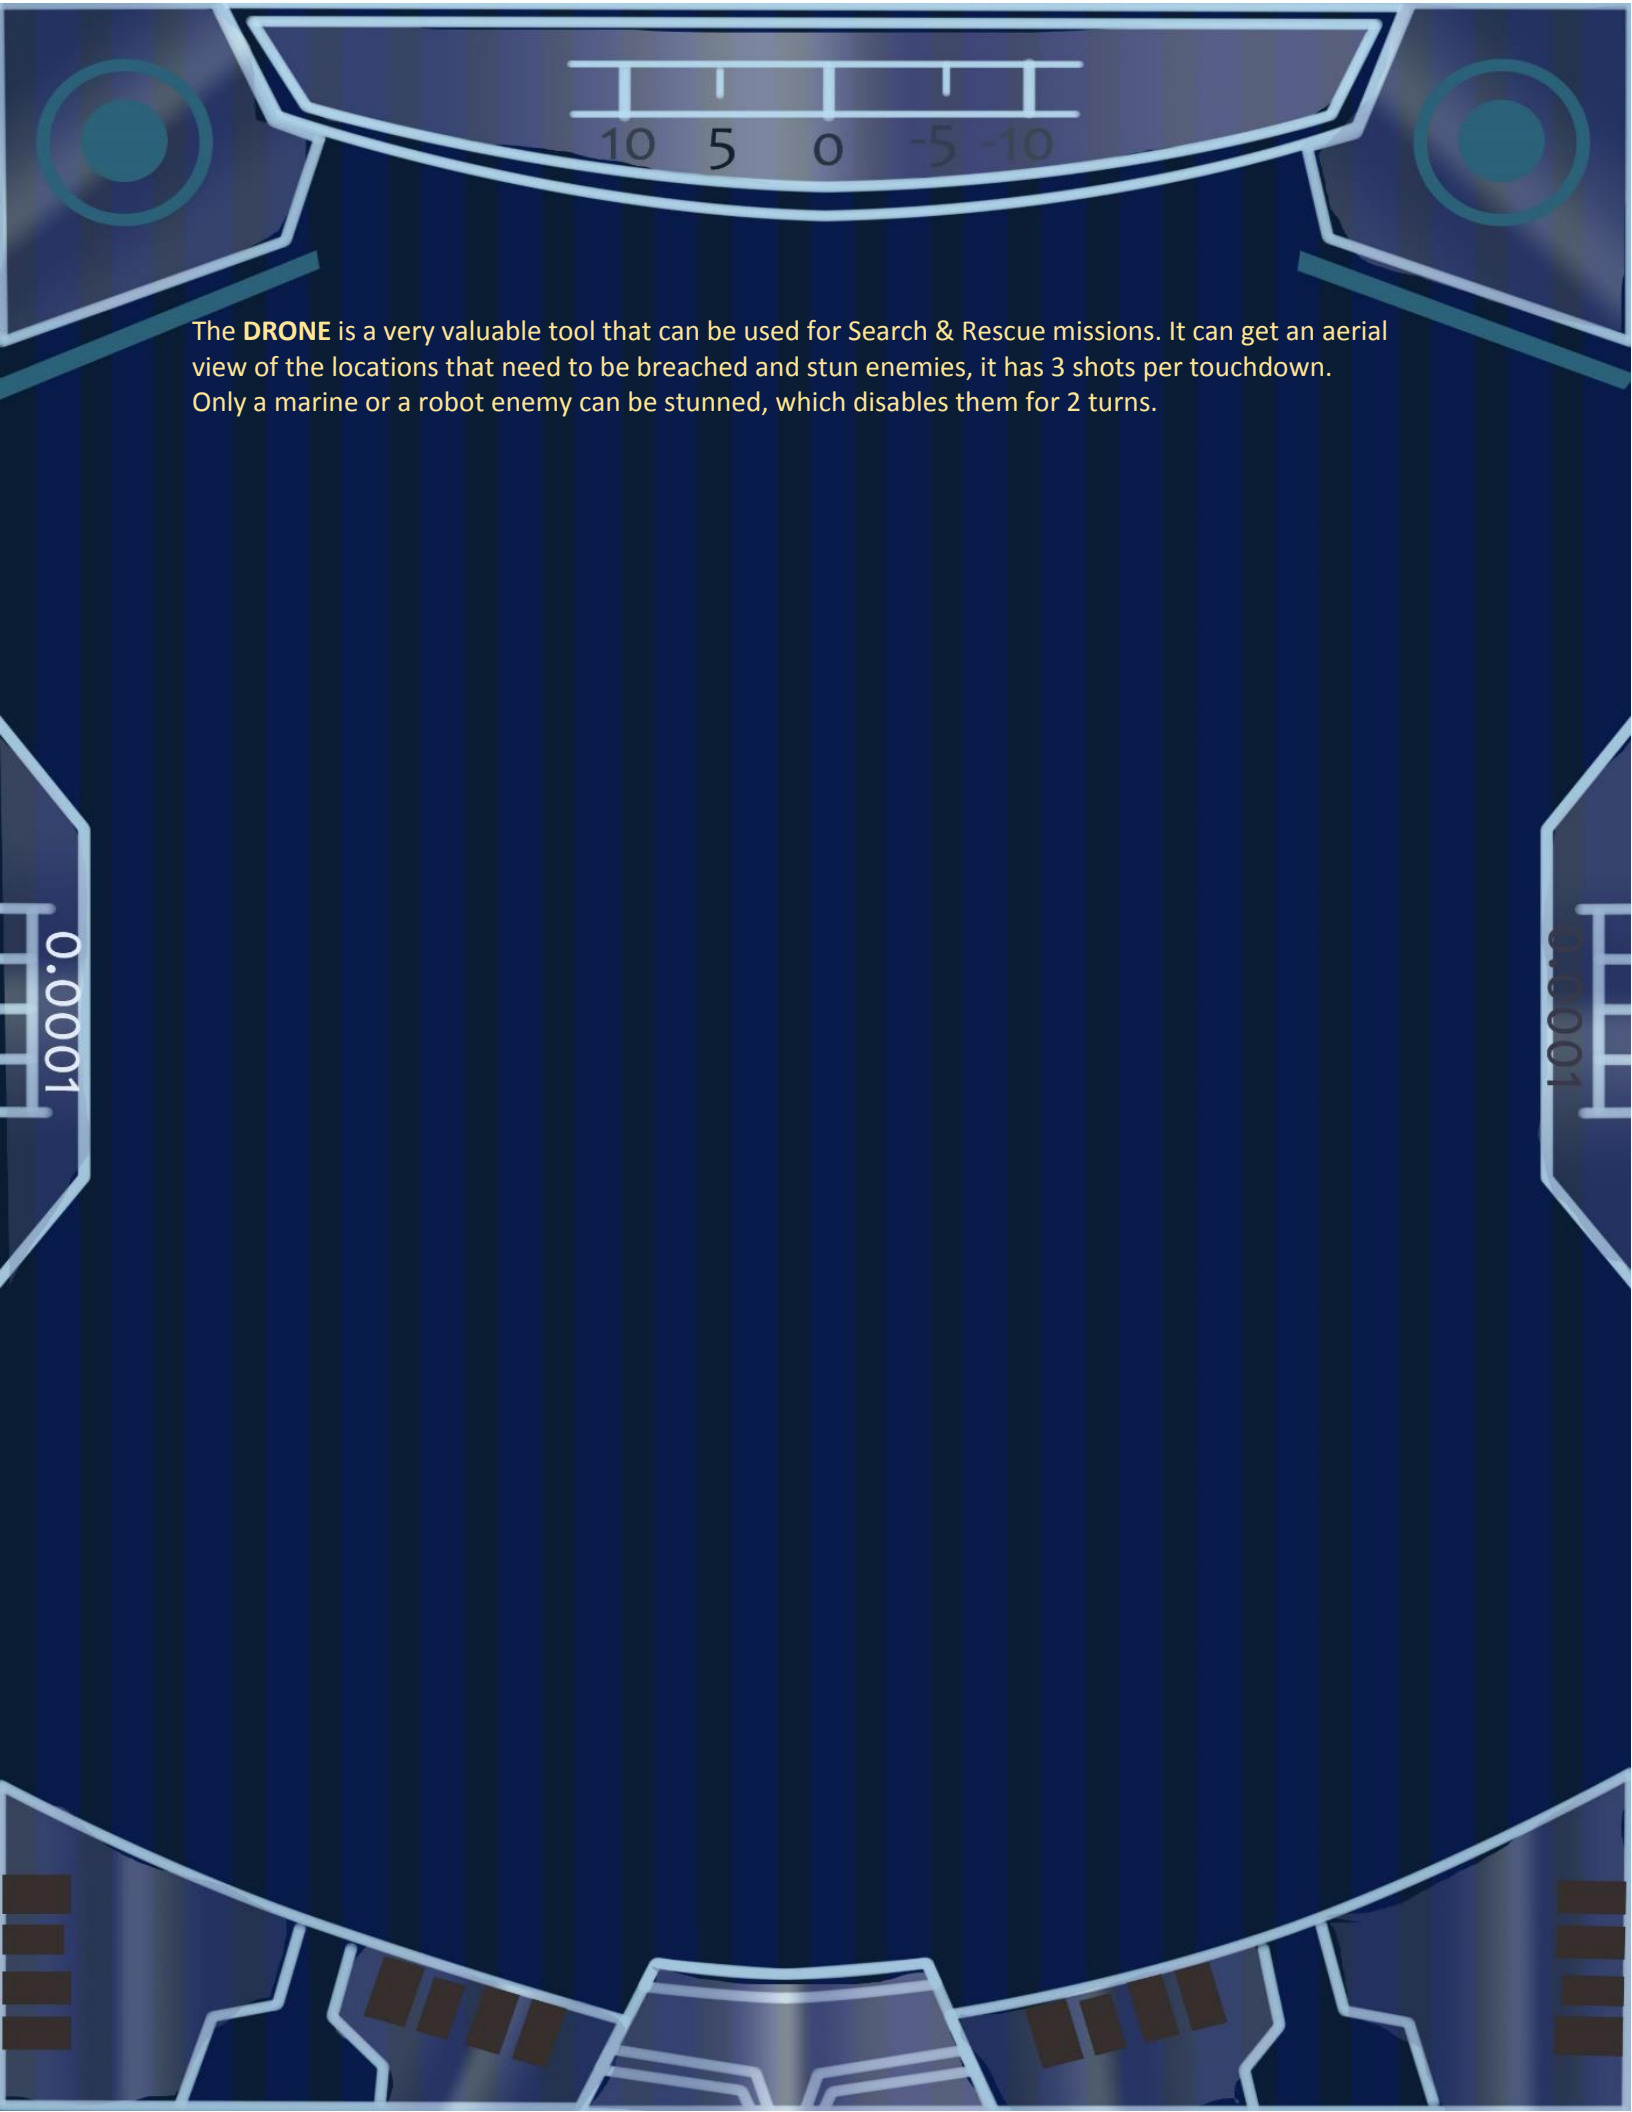 10 5 0 -5 -10
The DRONE is a very valuable tool that can be used for Search & Rescue missions. It can get an aerial
view of the locations that need to be breached and stun enemies, it has 3 shots per touchdown.
Only a marine or a robot enemy can be stunned, which disables them for 2 turns.
0.0001
0.0001